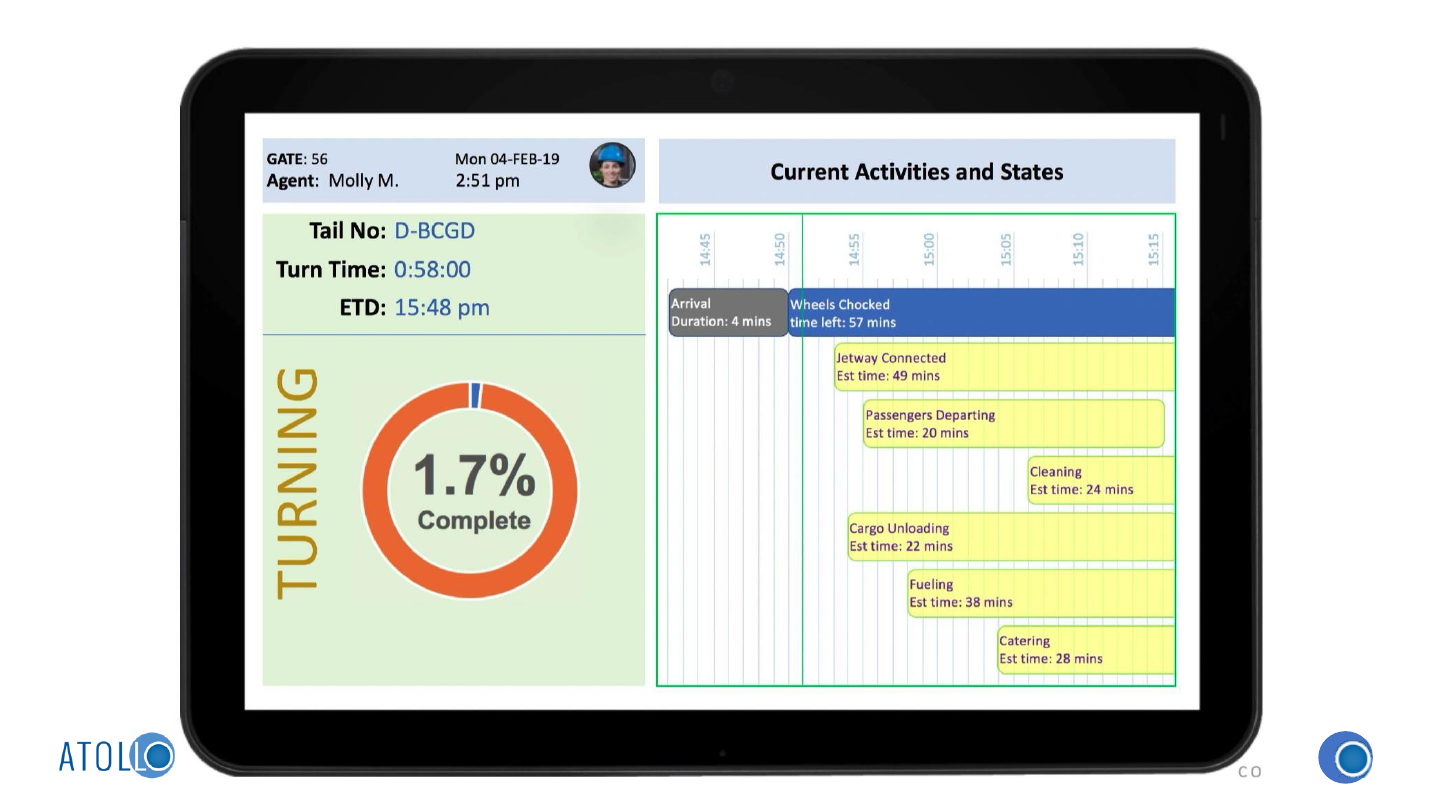 GATE: 56
Agent: Molly M.
Mon 04-FEB-19
2:51 pm
Current Activities and States
Tail No: D-BCGD
Turn Time: 0:58:00
ETD: 15:48 pm
TURNING
1.7%
Complete
14:45
14:50
14:55
15:00
15:05
15:10
15:15
Arrival
Duration: 4 mins
Wheels Chocked
time left: 57 mins
Jetway Connected
Est time: 49 mins
Passengers Departing
Est time: 20 mins
Cleaning
Est time: 24 mins
Cargo Unloading
Est time: 22 mins
Fueling
Est time: 38 mins
Catering
Est time: 28 mins
ATOLLO
CO